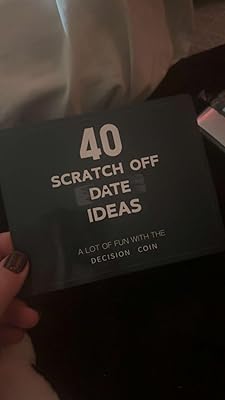 40
SCRATCH OFF
DATE
IDEAS
A LOT OF FUN WITH THE
DECISION COIN